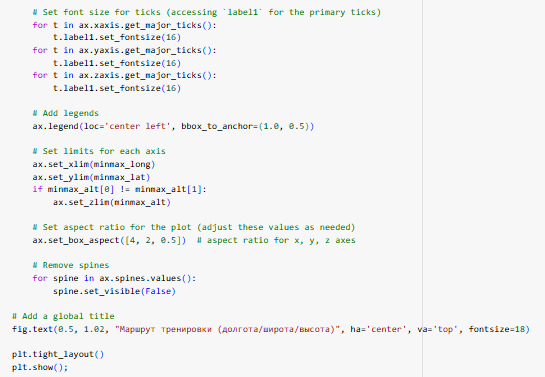 # Set font size for ticks (accessing `label1` for the primary ticks)
for t in ax.xaxis.get_major_ticks():
t.label1.set_fontsize(16)
for t in ax.yaxis.get_major_ticks():
t.label1.set_fontsize(16)
for t in ax.zaxis.get_major_ticks():
t.label1.set_fontsize(16)
# Add legends
ax.legend(loc='center left', bbox_to_anchor=(1.0, 0.5))
# Set limits for each axis
ax.set_xlim(minmax_long)
ax.set_ylim(minmax_lat)
if minmax_alt[0] != minmax_alt[1]:
ax.set_zlim(minmax_alt)
# Set aspect ratio for the plot (adjust these values as needed)
ax.set_box_aspect([4, 2, 0.5])  # aspect ratio for x, y, z axes
# Remove spines
for spine in ax.spines.values():
spine.set_visible(False)
# Add a global title
fig.text(0.5, 1.02, "Маршрут тренировки (долгота/широта/высота)", ha='center', va='top', fontsize=18)
plt.tight_layout()
plt.show();